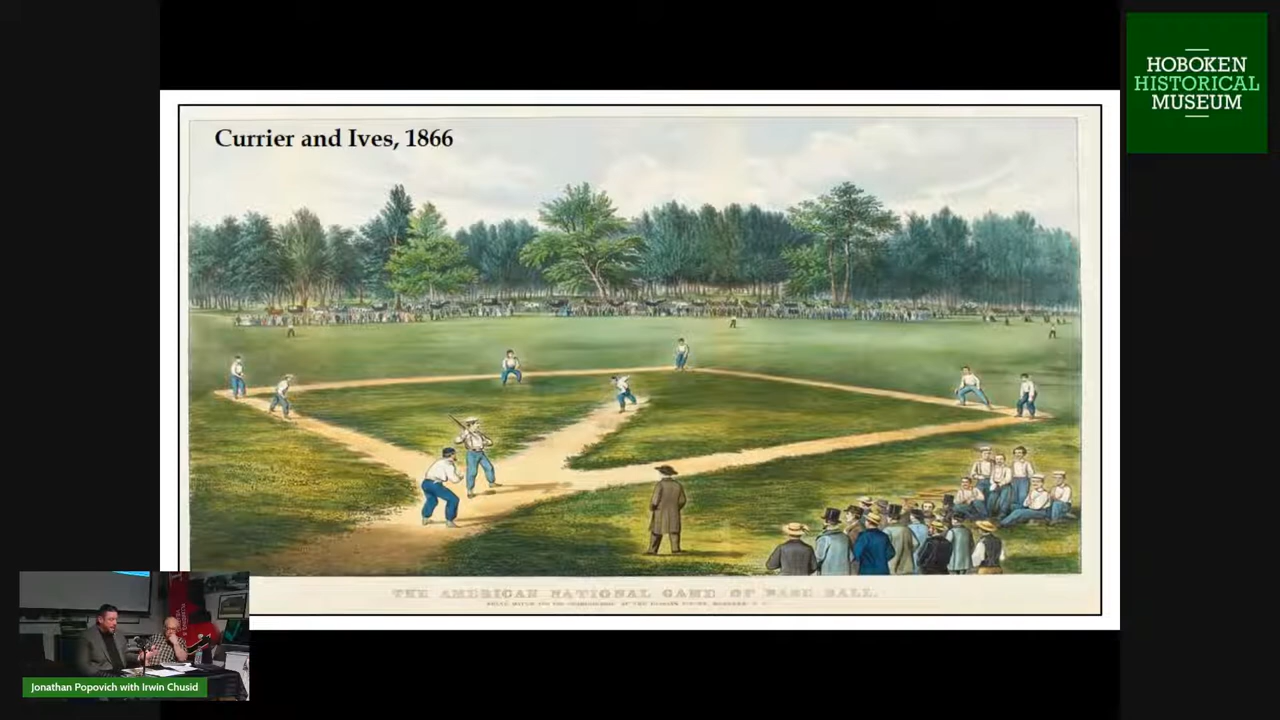 Currier and Ives, 1866
HOBOKEN
HISTORICAL
MUSEUM
THE AMERICAN NATIONAL GAME OF BASE BALL.
Jonathan Popovich with Irwin Chusid